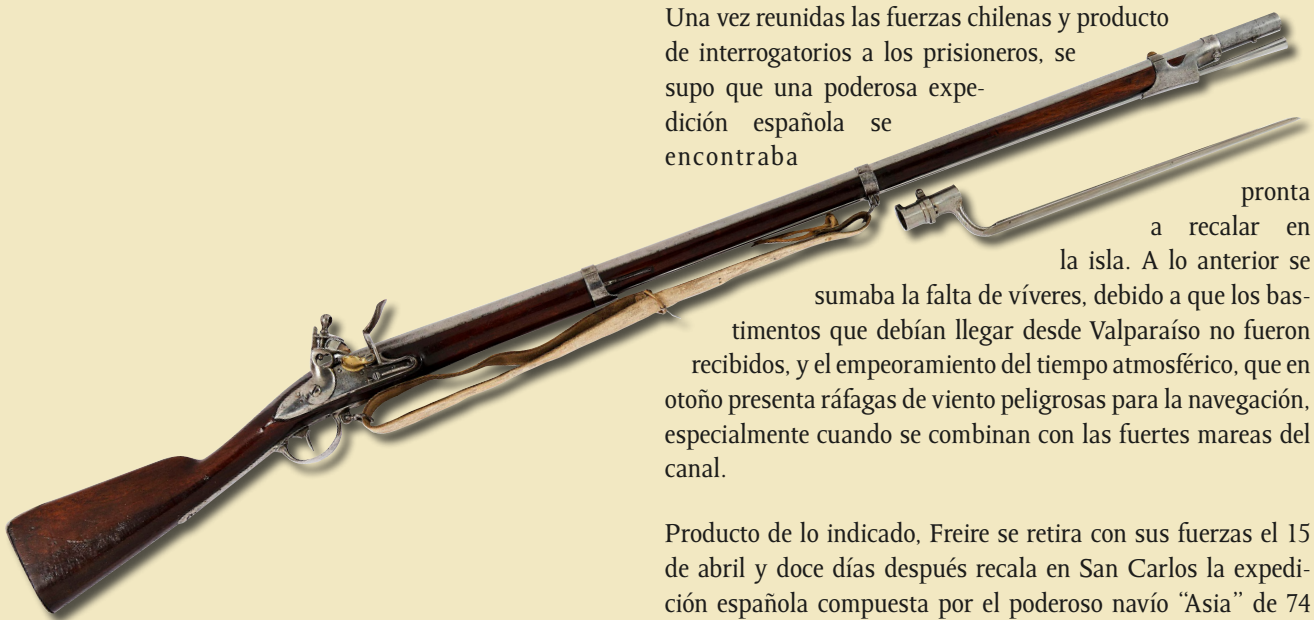 Una vez reunidas las fuerzas chilenas y producto
de interrogatorios a los prisioneros, se
supo que una poderosa expe-
dición española se
encontraba
pronta
a recalar en
la isla. A lo anterior se
sumaba la falta de víveres, debido a que los bas-
timentos que debían llegar desde Valparaíso no fueron
recibidos, y el empeoramiento del tiempo atmosférico, que en
otoño presenta ráfagas de viento peligrosas para la navegación,
especialmente cuando se combinan con las fuertes mareas del
canal.
Producto de lo indicado, Freire se retira con sus fuerzas el 15
de abril y doce días después recala en San Carlos la expedi-
ción española compuesta por el poderoso navío “Asia” de 74